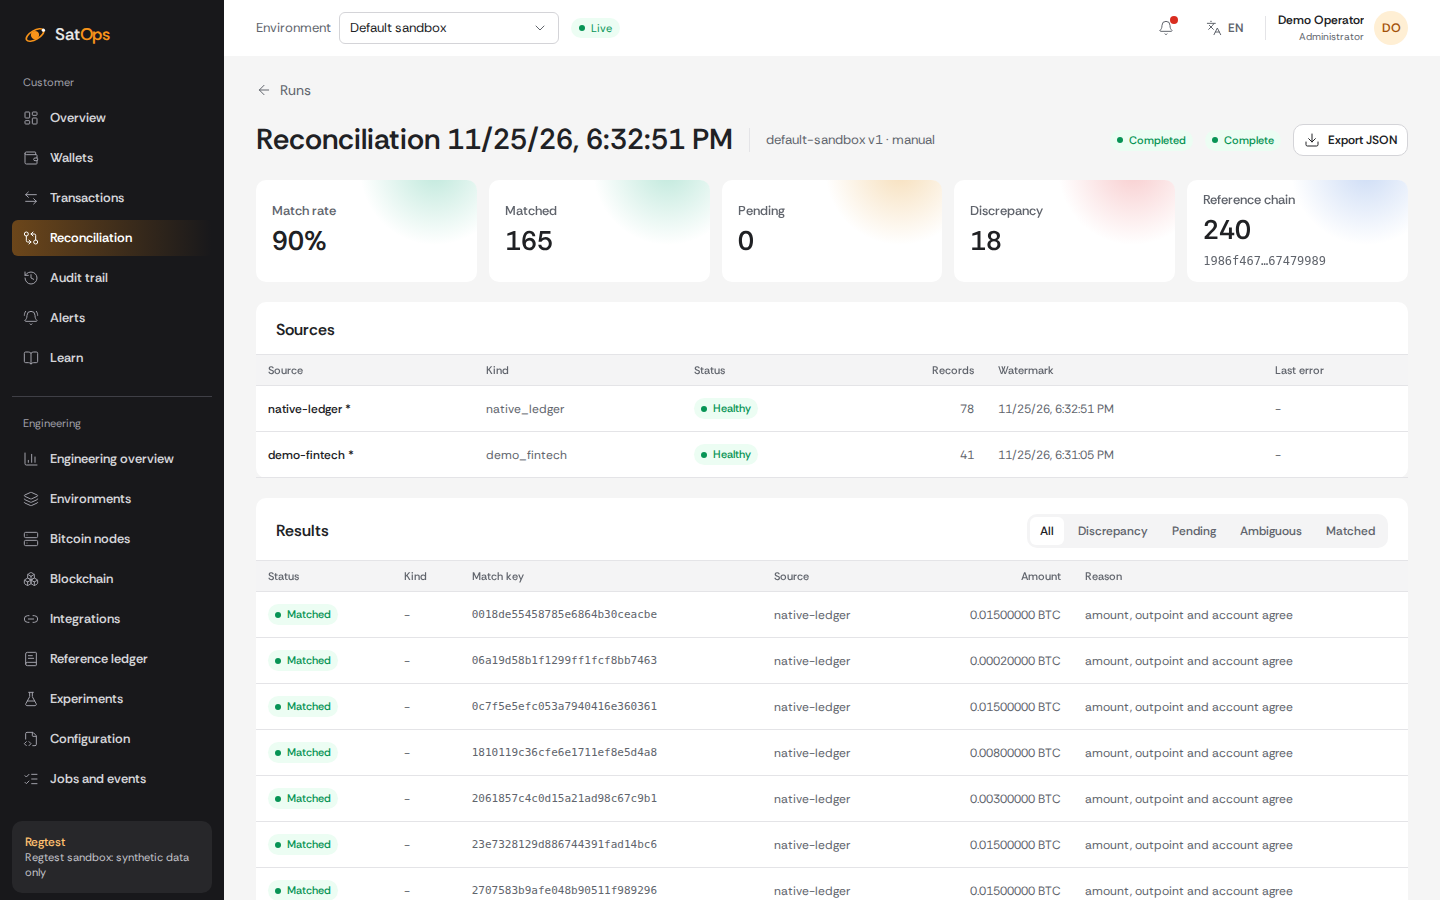 SatOps
Customer
Overview
Wallets
Transactions
Reconciliation
Audit trail
Alerts
Learn
Engineering
Engineering overview
Environments
Bitcoin nodes
Blockchain
Integrations
Reference ledger
Experiments
Configuration
Jobs and events
Regtest
Regtest sandbox: synthetic data
only
Environment Default sandbox Live EN Demo Operator DO
Administrator
Runs
Reconciliation 11/25/26, 6:32:51 PM default-sandbox v1 · manual Completed Complete Export JSON
Match rate
90%
Matched
165
Pending
0
Discrepancy
18
Reference chain
240
1986f467…67479989
Sources
Source Kind Status Records Watermark Last error
native-ledger * native_ledger Healthy 78 11/25/26, 6:32:51 PM -
demo-fintech * demo_fintech Healthy 41 11/25/26, 6:31:05 PM -
Results All Discrepancy Pending Ambiguous Matched
Status Kind Match key Source Amount Reason
Matched - 0018de55458785e6864b30ceacbe native-ledger 0.01500000 BTC amount, outpoint and account agree
Matched - 06a19d58b1f1299ff1fcf8bb7463 native-ledger 0.00020000 BTC amount, outpoint and account agree
Matched - 0c7f5e5efc053a7940416e360361 native-ledger 0.01500000 BTC amount, outpoint and account agree
Matched - 1810119c36cfe6e1711ef8e5d4a8 native-ledger 0.00800000 BTC amount, outpoint and account agree
Matched - 2061857c4c0d15a21ad98c67c9b1 native-ledger 0.00300000 BTC amount, outpoint and account agree
Matched - 23e7328129d886744391fad14bc6 native-ledger 0.01500000 BTC amount, outpoint and account agree
Matched - 2707583b9afe048b90511f989296 native-ledger 0.01500000 BTC amount, outpoint and account agree